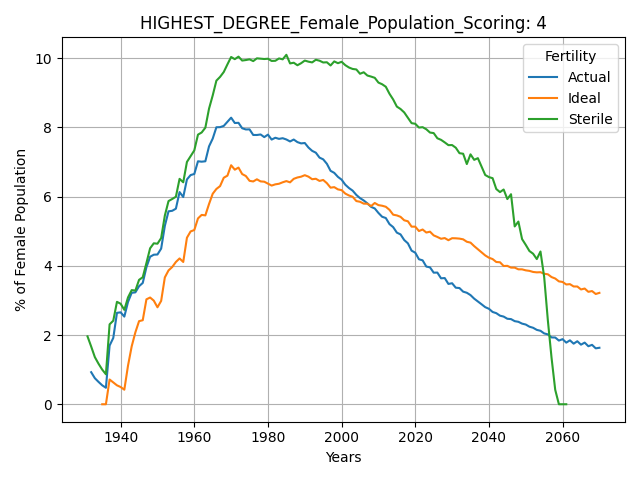 HIGHEST_DEGREE_Female_Population_Scoring: 4
Fertility
Actual
Ideal
Sterile
% of Female Population
10
8
6
4
2
0
1940 1960 1980 2000 2020 2040 2060
Years